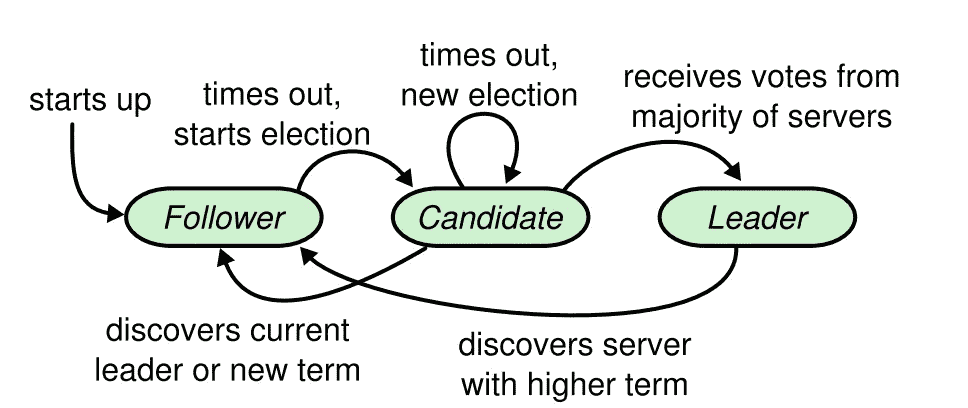 starts up
times out,
starts election
times out,
new election
receives votes from
majority of servers
Follower
Candidate
Leader
discovers current
leader or new term
discovers server
with higher term